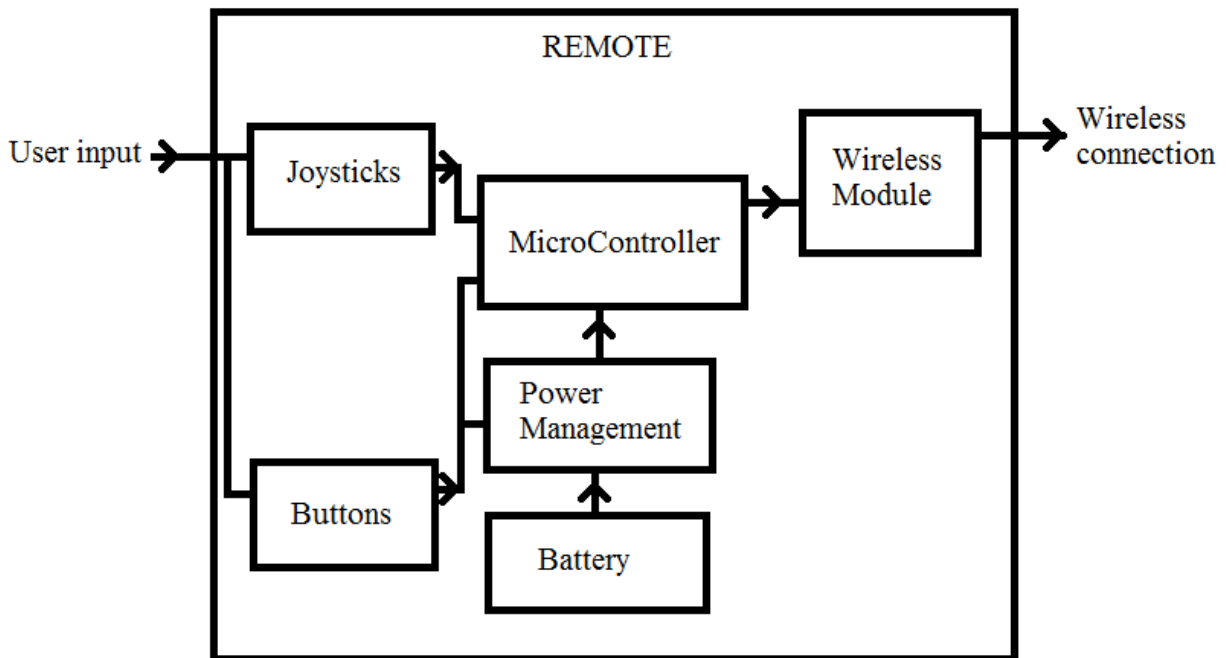 REMOTE
User input
Joysticks
MicroController
Wireless
Module
Wireless
connection
Power
Management
Buttons
Battery